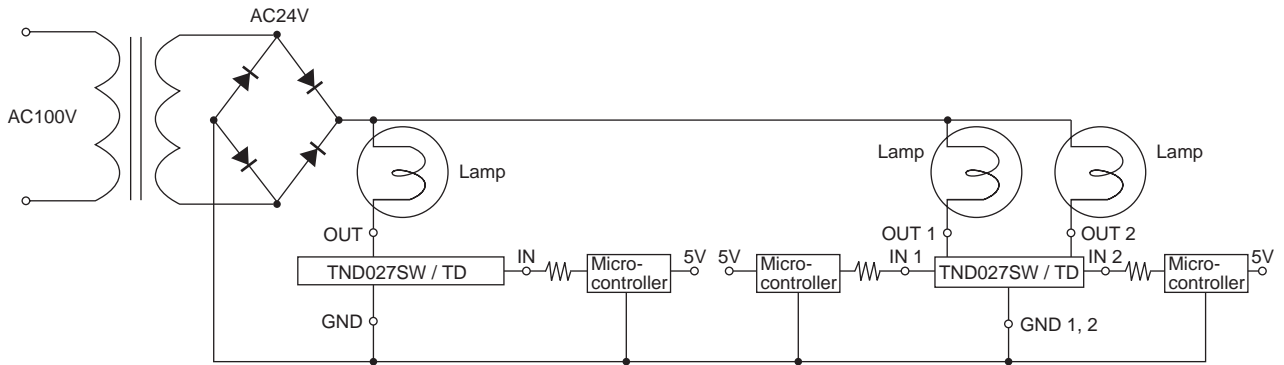 AC24V
AC100V
Lamp
Lamp
Lamp
OUT
OUT 1
OUT 2
TND027SW / TD
IN
Micro-
controller
5V
5V
Micro-
controller
IN 1
TND027SW / TD
IN 2
Micro-
controller
5V
GND
GND 1, 2